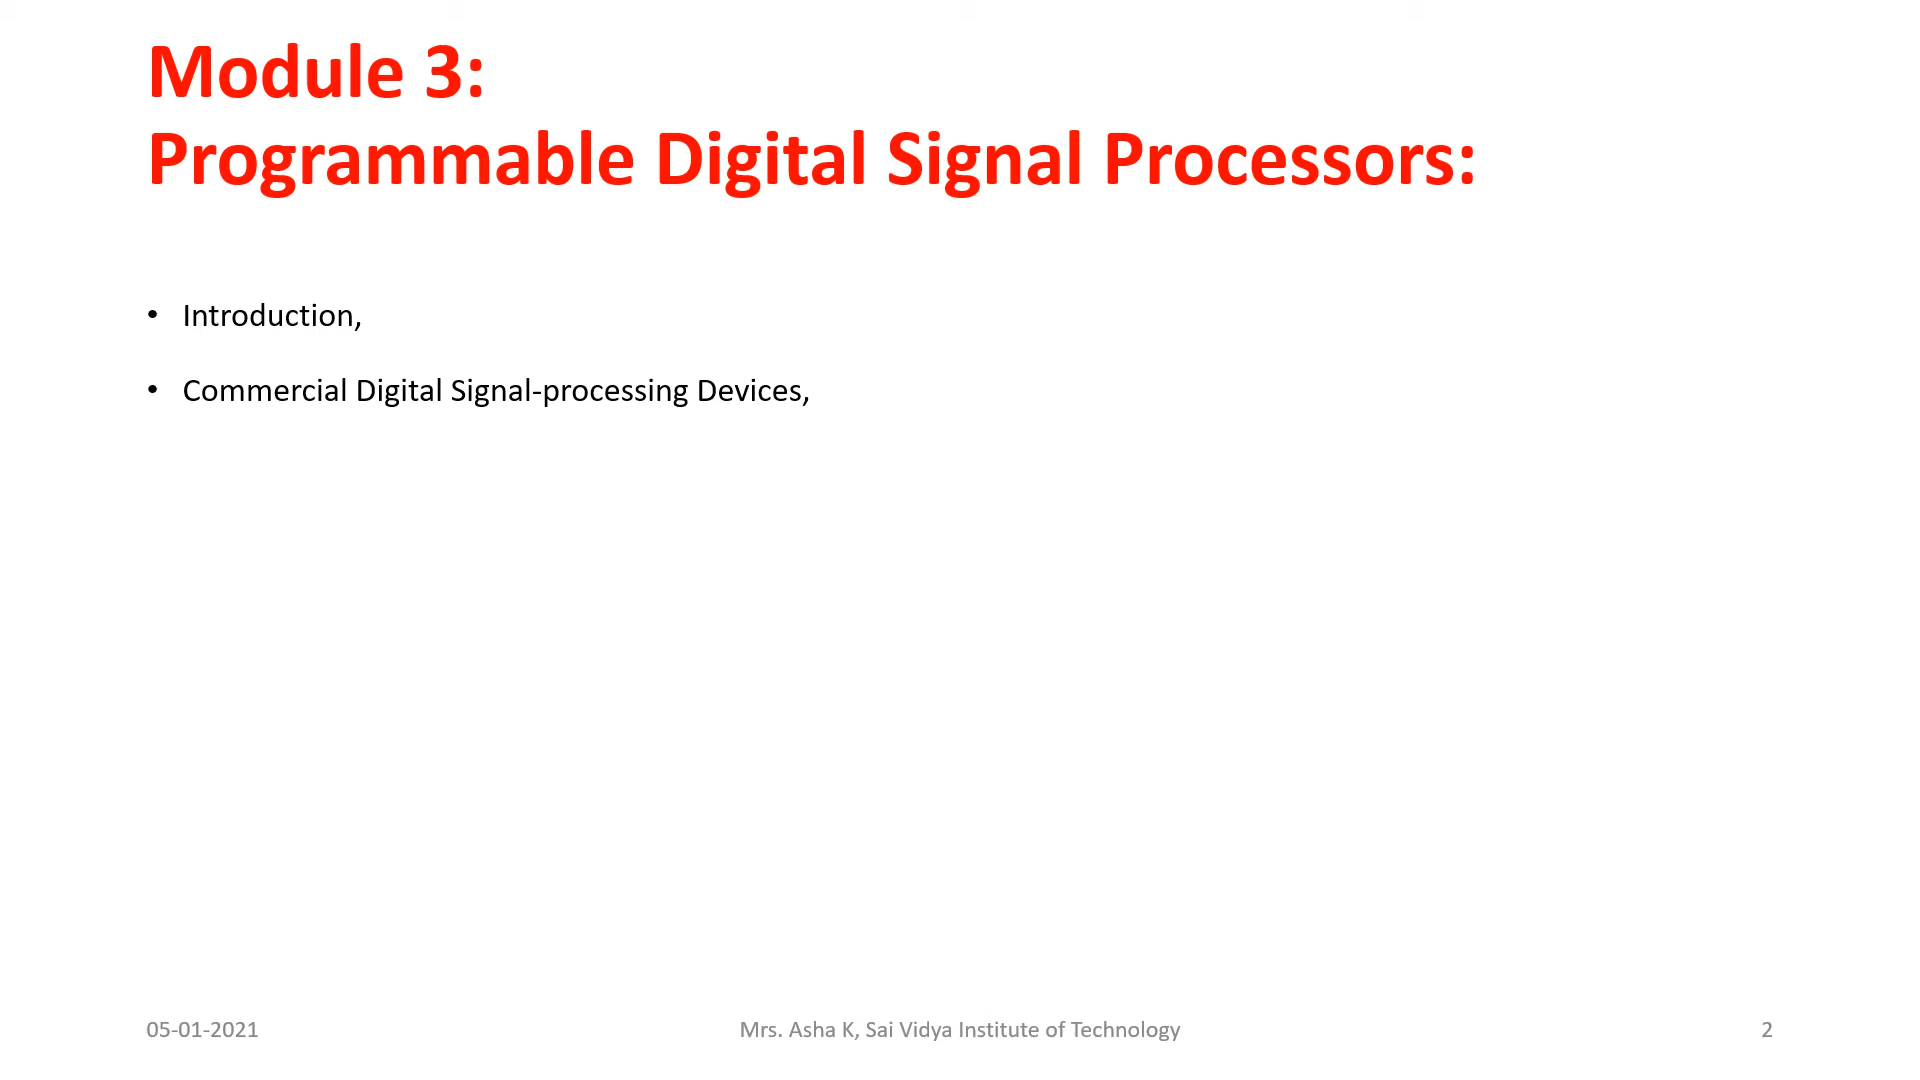 Module 3:
Programmable Digital Signal Processors:
• Introduction,
• Commercial Digital Signal-processing Devices,
05-01-2021
Mrs. Asha K, Sai Vidya Institute of Technology
2